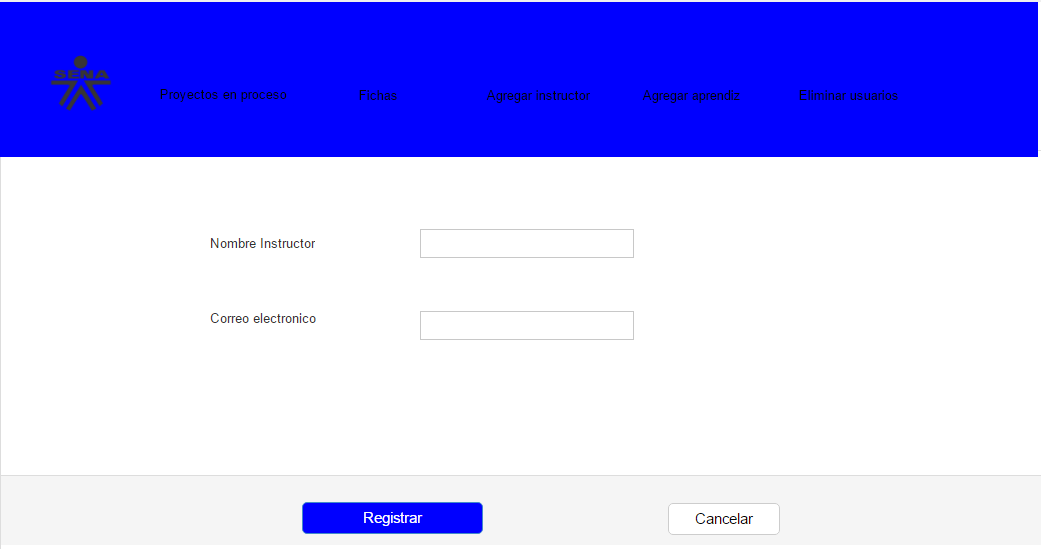 SENA
Proyectos en proceso
Fichas
Agregar Instructor
Agregar aprendiz
Eliminar usuarios
Nombre Instructor
Correo electronico
Registrar
Cancelar